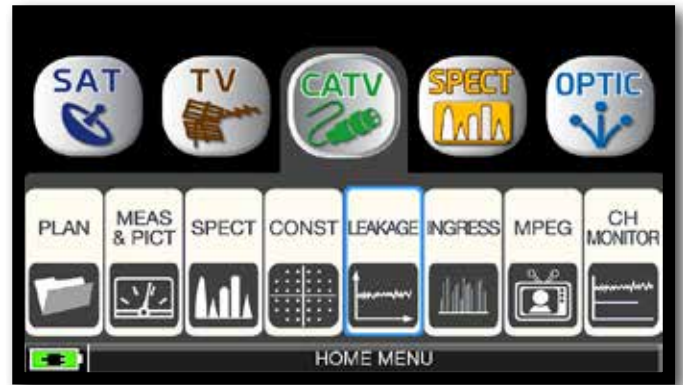 SAT TV CATV SPECT OPTIC
PLAN MEAS & PICT SPECT CONST LEAKAGE INGRESS MPEG CH MONITOR
HOME MENU